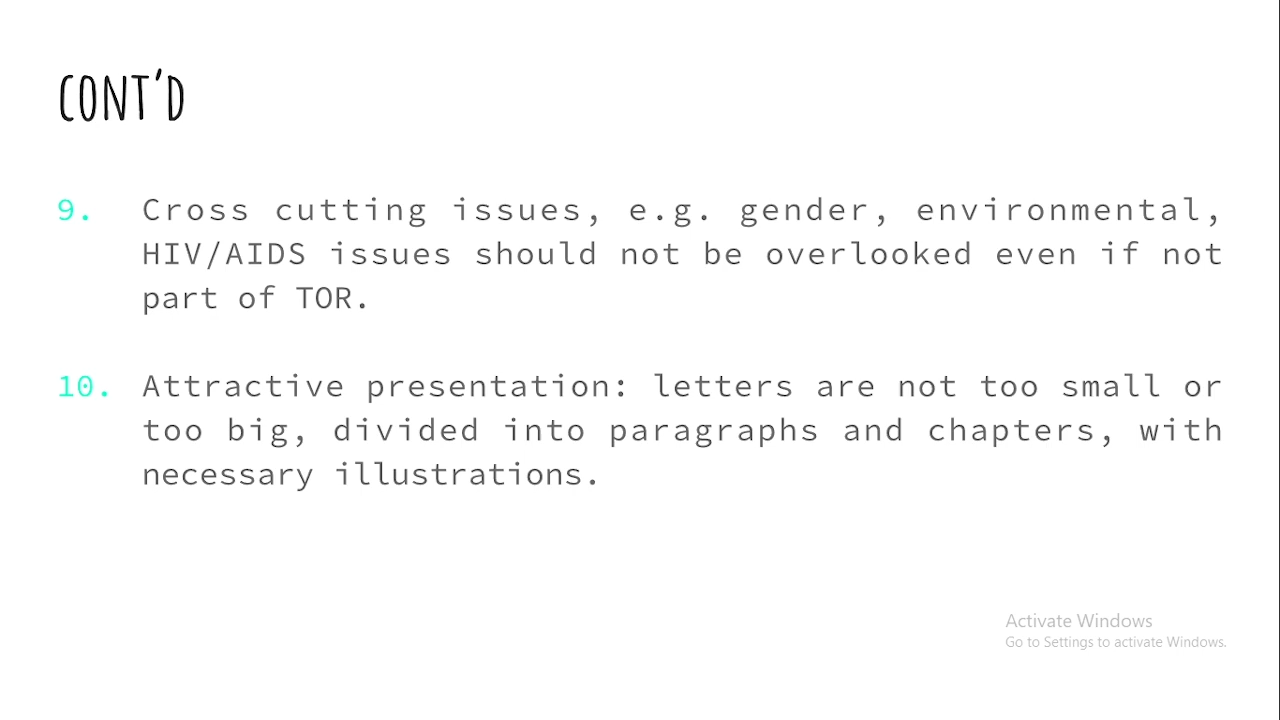 CONT'D
9. Cross cutting issues, e.g. gender, environmental,
HIV/AIDS issues should not be overlooked even if not
part of TOR.
10. Attractive presentation: letters are not too small or
too big, divided into paragraphs and chapters, with
necessary illustrations.
Activate Windows
Go to Settings to activate Windows.